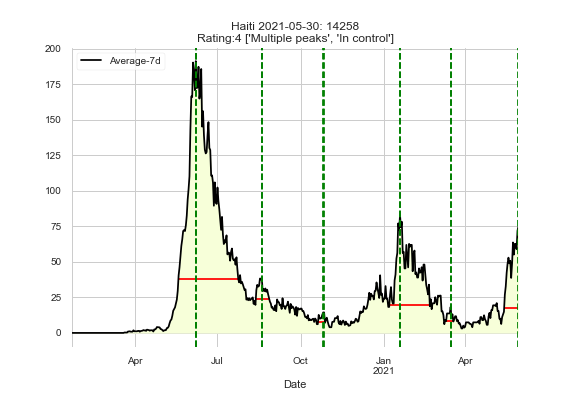 Haiti 2021-05-30: 14258
Rating:4 ['Multiple peaks', 'In control']
200
175
150
125
100
75
50
25
0
Average-7d
Apr
Jul
Oct
Jan
2021
Apr
Date